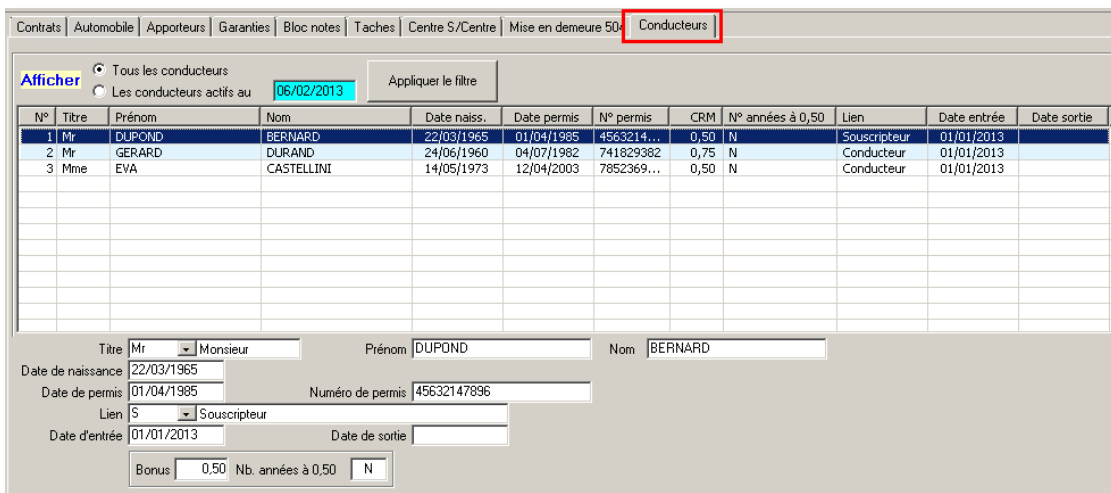 Contrats Automobile Apporteurs Garanties Bloc notes Taches Centre S/Centre Mise en demeure 504 Conducteurs
Afficher
Tous les conducteurs
Les conducteurs actifs au 06/02/2013
Appliquer le filtre
N° Titre Prénom Nom Date naiss. Date permis N° permis CRM N° années à 0,50 Lien Date entrée Date sortie
1 Mr DUPOND BERNARD 22/03/1965 01/04/1985 4563214... 0,50 N Souscripteur 01/01/2013
2 Mr GERARD DURAND 24/06/1960 04/07/1982 741829382 0,75 N Conducteur 01/01/2013
3 Mme EVA CASTELLINI 14/05/1973 12/04/2003 7852369... 0,50 N Conducteur 01/01/2013
Titre Mr Monsieur Prénom DUPOND Nom BERNARD
Date de naissance 22/03/1965
Date de permis 01/04/1985 Numéro de permis 45632147896
Lien S Souscripteur
Date d'entrée 01/01/2013 Date de sortie
Bonus 0,50 Nb. années à 0,50 N